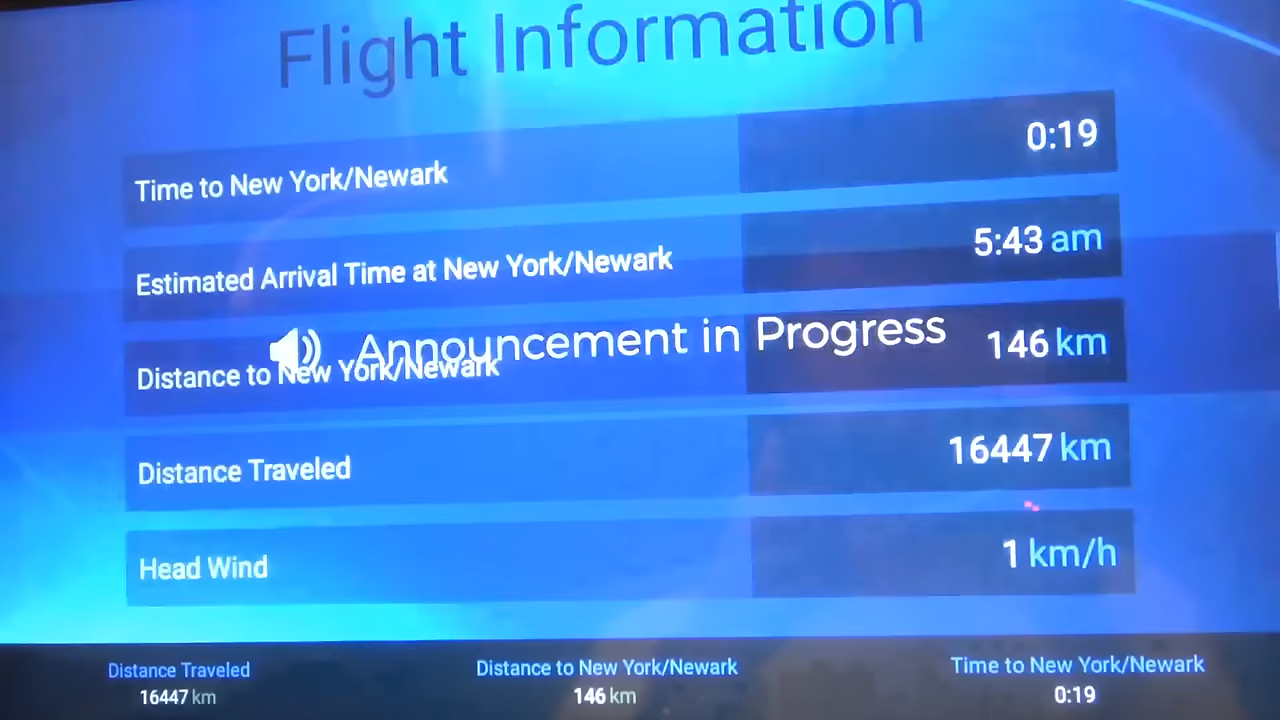 Flight Information
Time to New York/Newark 0:19
Estimated Arrival Time at New York/Newark 5:43 am
Announcement in Progress
Distance to New York/Newark 146 km
Distance Traveled 16447 km
Head Wind 1 km/h
Distance Traveled Distance to New York/Newark Time to New York/Newark
16447 km 146 km 0:19